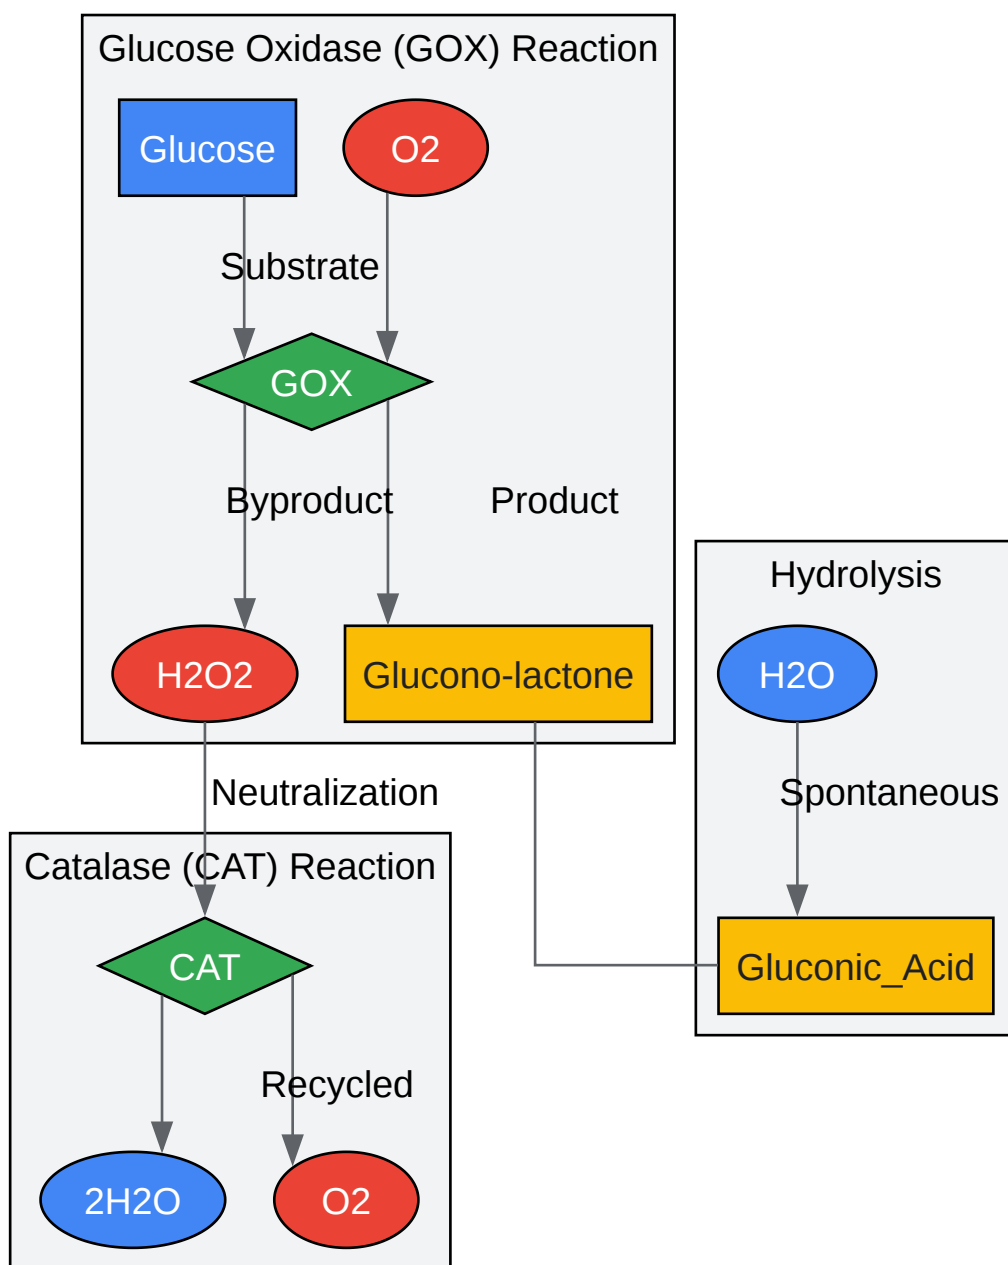 Glucose Oxidase (GOX) Reaction
Glucose
O2
Substrate
GOX
Byproduct
Product
H2O2
Glucono-lactone
Hydrolysis
H2O
Neutralization
Spontaneous
Catalase (CAT) Reaction
CAT
Gluconic_Acid
Recycled
2H2O
O2